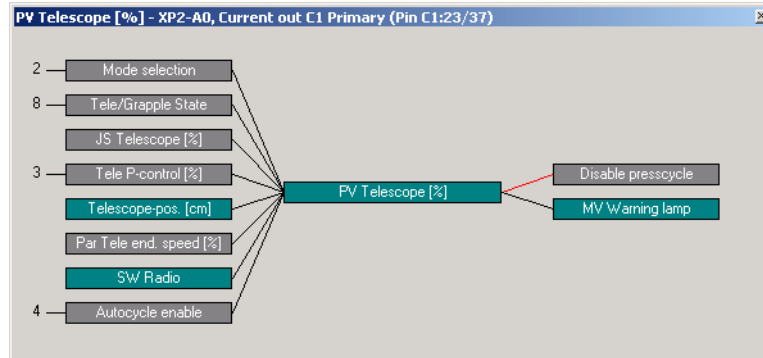 PV Telescope [%] - XP2-A0, Current out C1 Primary (Pin C1:23/37)
2 Mode selection
8 Tele/Grapple State
JS Telescope [%]
3 Tele P-control [%]
Telescope-pos. [cm]
Par Tele end. speed [%]
SW Radio
4 Autocycle enable
PV Telescope [%]
Disable presscycle
MV Warning lamp